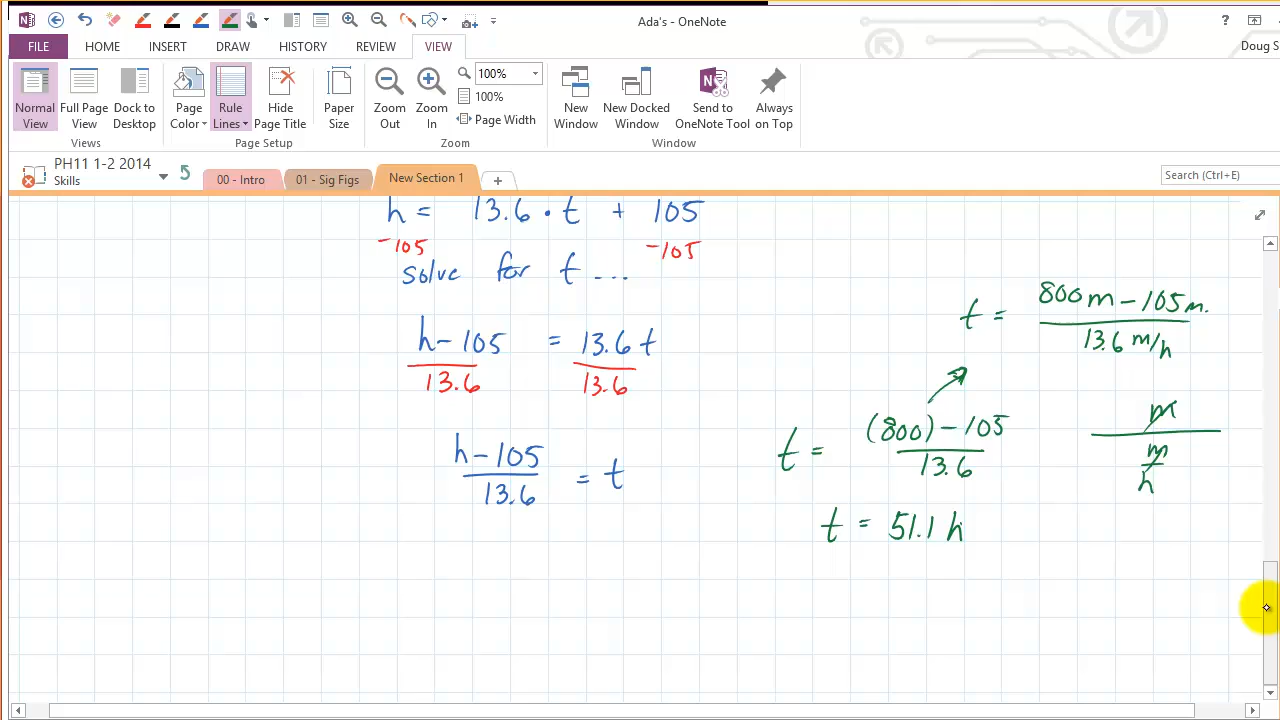 Ada's - OneNote
?
FILE HOME INSERT DRAW HISTORY REVIEW VIEW
Doug S
Normal View
Full Page View
Dock to Desktop
Page Color
Rule Lines
Hide Page Title
Paper Size
Zoom Out
Zoom In
100%
100%
Page Width
New Window
New Docked Window
Send to OneNote Tool
Always on Top
Views
Page Setup
Zoom
Window
PH11 1-2 2014
Skills
00 - Intro
01 - Sig Figs
New Section 1
+
Search (Ctrl+E)
h = 13.6 • t + 105
-105 -105
solve for t ...
h - 105 = 13.6 t
13.6 13.6
h - 105
13.6
= t
t = 800 m - 105 m.
13.6 m/h
t = (800) - 105
13.6
m
m
h
t = 51.1 h